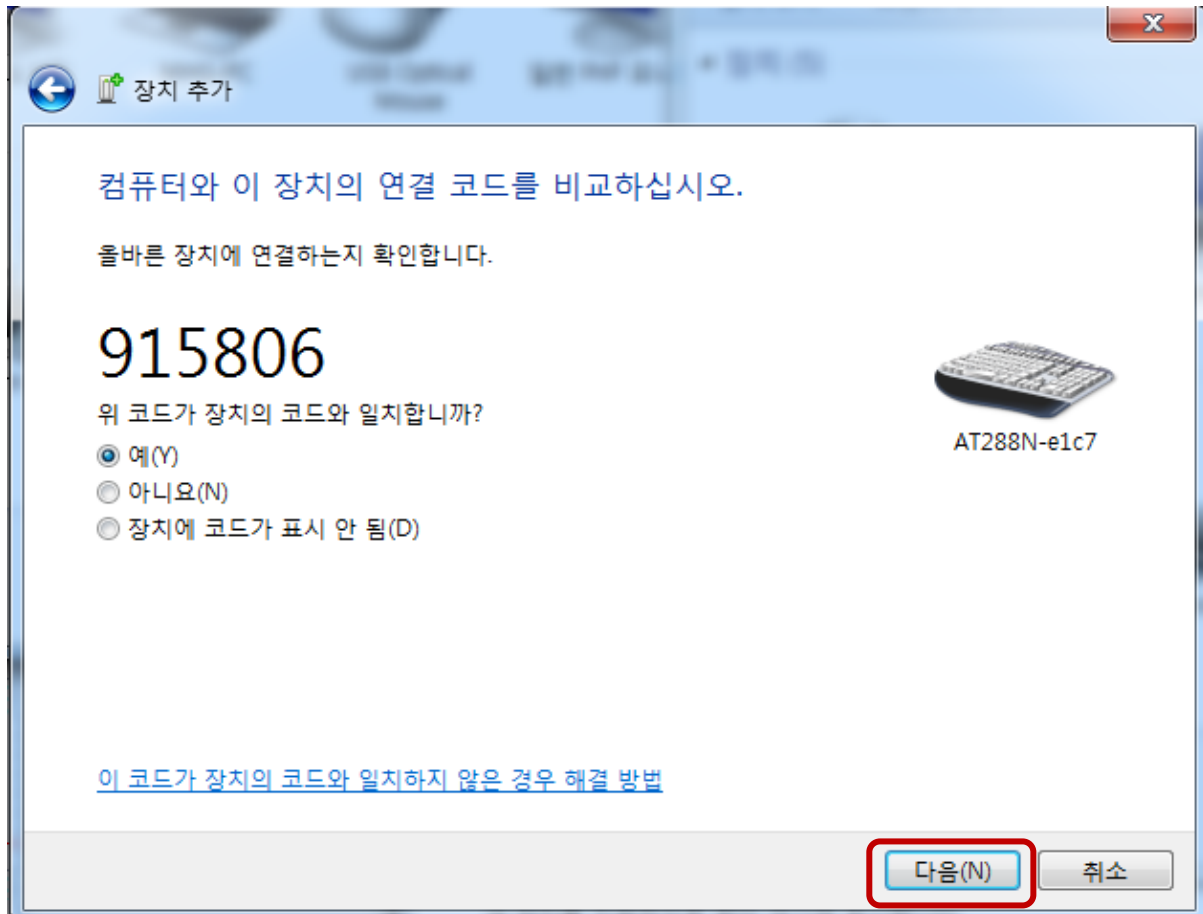 장치 추가
컴퓨터와 이 장치의 연결 코드를 비교하십시오.
올바른 장치에 연결하는지 확인합니다.
915806
위 코드가 장치의 코드와 일치합니까?
예(Y)
아니요(N)
장치에 코드가 표시 안 됨(D)
AT288N-e1c7
이 코드가 장치의 코드와 일치하지 않은 경우 해결 방법
다음(N)
취소